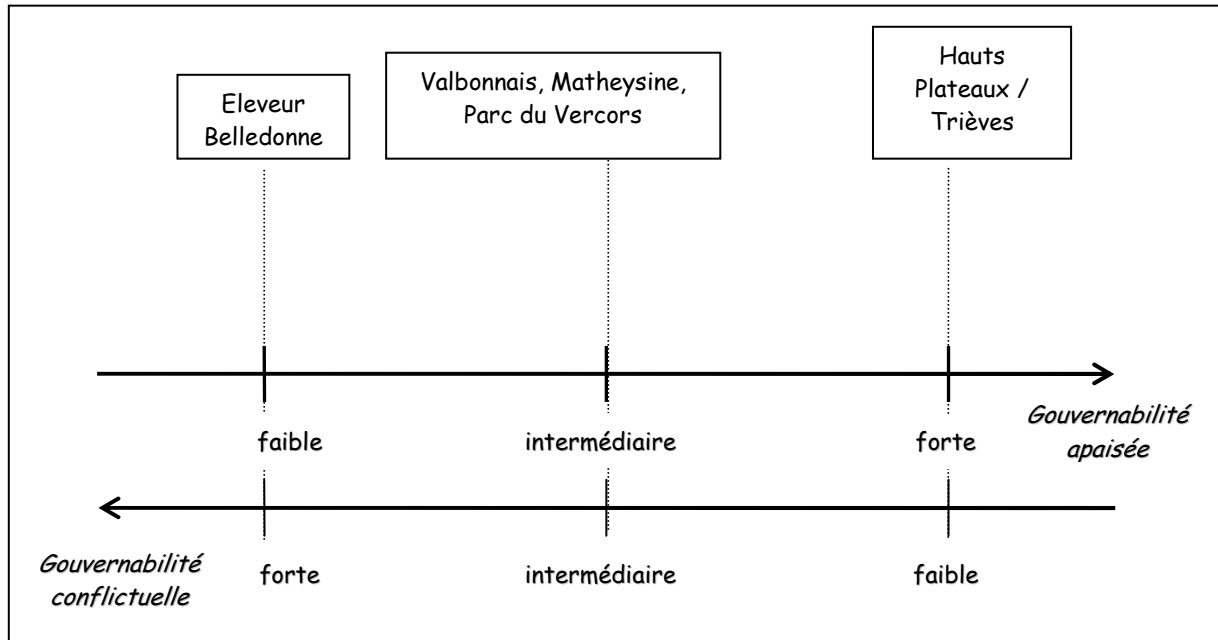 Eleveur
Belledonne
Valbonnais, Matheysine,
Parc du Vercors
Hauts
Plateaux /
Trièves
faible
intermédiaire
forte
Gouvernabilité
apaisée
Gouvernabilité
conflictuelle
forte
intermédiaire
faible